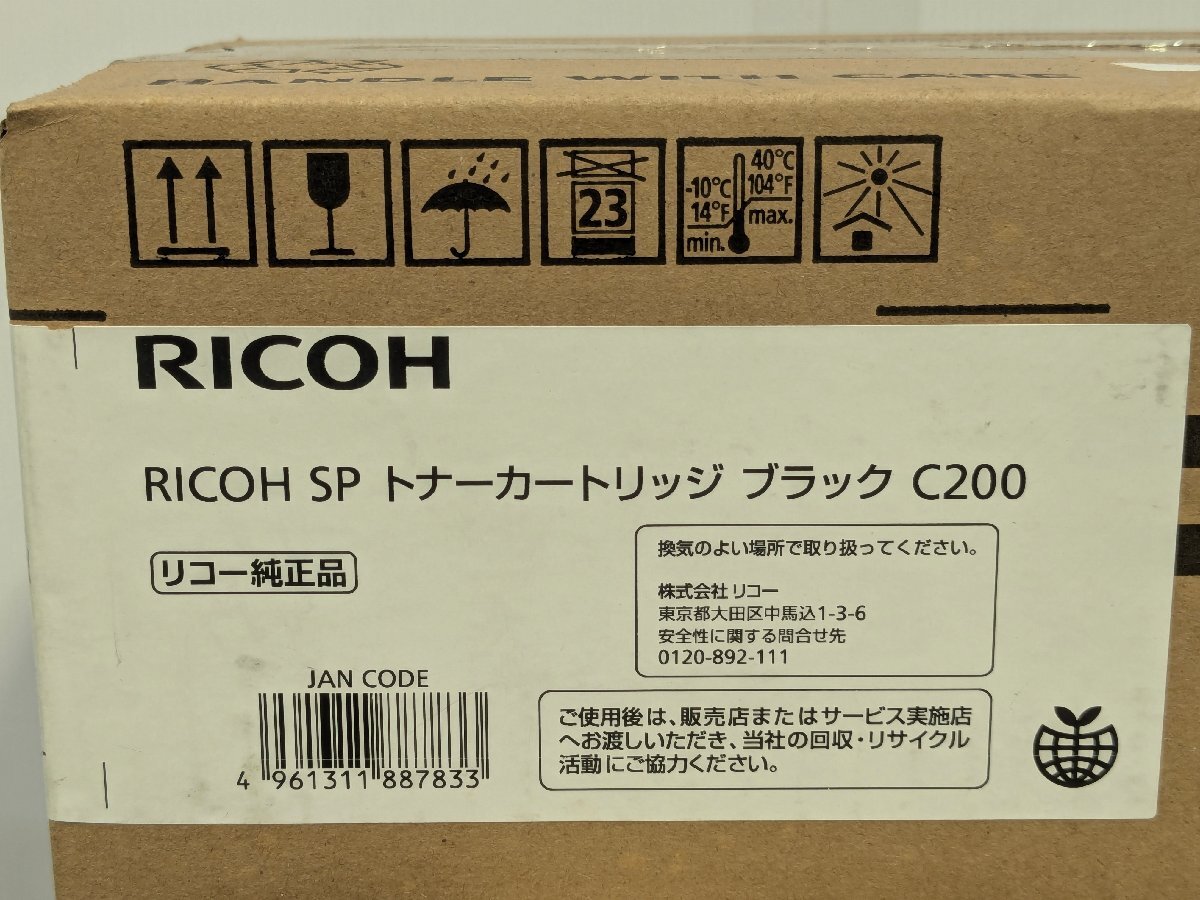 HANDLE WITH CARE
23
-10°C
14°F
min.
40°C
104°F
max.
RICOH
RICOH SP トナーカートリッジ ブラック C200
リコー純正品
換気のよい場所で取り扱ってください。
株式会社 リコー
東京都大田区中馬込1-3-6
安全性に関する問合せ先
0120-892-111
JAN CODE
4 961311 887833
ご使用後は、販売店またはサービス実施店
へお渡しいただき、当社の回収・リサイクル
活動にご協力ください。